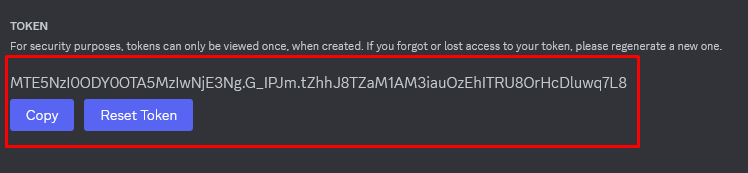 TOKEN
For security purposes, tokens can only be viewed once, when created. If you forgot or lost access to your token, please regenerate a new one.
MTE5NzI0ODY0OTA5MzIwNjE3Ng.G_IPJm.tZhhJ8TZaM1AM3iauOzEhITRU8OrHcDluwq7L8
Copy Reset Token